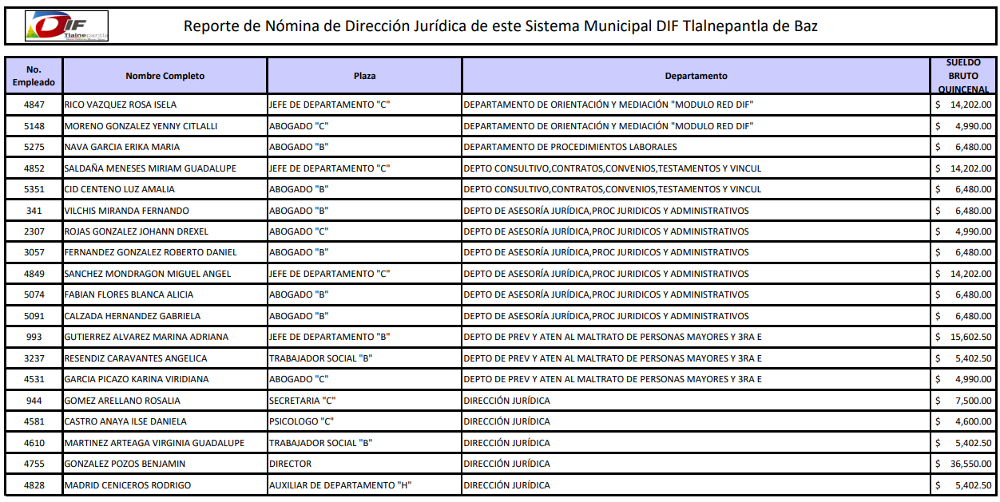 DIF
Tlalnepantla
Reporte de Nómina de Dirección Jurídica de este Sistema Municipal DIF Tlalnepantla de Baz
No. Empleado Nombre Completo Plaza Departamento SUELDO BRUTO QUINCENAL
4847 RICO VAZQUEZ ROSA ISELA JEFE DE DEPARTAMENTO "C" DEPARTAMENTO DE ORIENTACIÓN Y MEDIACIÓN "MODULO RED DIF" $ 14,202.00
5148 MORENO GONZALEZ YENNY CITLALLI ABOGADO "C" DEPARTAMENTO DE ORIENTACIÓN Y MEDIACIÓN "MODULO RED DIF" $ 4,990.00
5275 NAVA GARCIA ERIKA MARIA ABOGADO "B" DEPARTAMENTO DE PROCEDIMIENTOS LABORALES $ 6,480.00
4852 SALDAÑA MENESES MIRIAM GUADALUPE JEFE DE DEPARTAMENTO "C" DEPTO CONSULTIVO,CONTRATOS,CONVENIOS,TESTAMENTOS Y VINCUL $ 14,202.00
5351 CID CENTENO LUZ AMALIA ABOGADO "B" DEPTO CONSULTIVO,CONTRATOS,CONVENIOS,TESTAMENTOS Y VINCUL $ 6,480.00
341 VILCHIS MIRANDA FERNANDO ABOGADO "B" DEPTO DE ASESORÍA JURÍDICA,PROC JURIDICOS Y ADMINISTRATIVOS $ 6,480.00
2307 ROJAS GONZALEZ JOHANN DREXEL ABOGADO "C" DEPTO DE ASESORÍA JURÍDICA,PROC JURIDICOS Y ADMINISTRATIVOS $ 4,990.00
3057 FERNANDEZ GONZALEZ ROBERTO DANIEL ABOGADO "B" DEPTO DE ASESORÍA JURÍDICA,PROC JURIDICOS Y ADMINISTRATIVOS $ 6,480.00
4849 SANCHEZ MONDRAGON MIGUEL ANGEL JEFE DE DEPARTAMENTO "C" DEPTO DE ASESORÍA JURÍDICA,PROC JURIDICOS Y ADMINISTRATIVOS $ 14,202.00
5074 FABIAN FLORES BLANCA ALICIA ABOGADO "B" DEPTO DE ASESORÍA JURÍDICA,PROC JURIDICOS Y ADMINISTRATIVOS $ 6,480.00
5091 CALZADA HERNANDEZ GABRIELA ABOGADO "B" DEPTO DE ASESORÍA JURÍDICA,PROC JURIDICOS Y ADMINISTRATIVOS $ 6,480.00
993 GUTIERREZ ALVAREZ MARINA ADRIANA JEFE DE DEPARTAMENTO "B" DEPTO DE PREV Y ATEN AL MALTRATO DE PERSONAS MAYORES Y 3RA E $ 15,602.50
3237 RESENDIZ CARAVANTES ANGELICA TRABAJADOR SOCIAL "B" DEPTO DE PREV Y ATEN AL MALTRATO DE PERSONAS MAYORES Y 3RA E $ 5,402.50
4531 GARCIA PICAZO KARINA VIRIDIANA ABOGADO "C" DEPTO DE PREV Y ATEN AL MALTRATO DE PERSONAS MAYORES Y 3RA E $ 4,990.00
944 GOMEZ ARELLANO ROSALIA SECRETARIA "C" DIRECCIÓN JURÍDICA $ 7,500.00
4581 CASTRO ANAYA ILSE DANIELA PSICOLOGO "C" DIRECCIÓN JURÍDICA $ 4,600.00
4610 MARTINEZ ARTEAGA VIRGINIA GUADALUPE TRABAJADOR SOCIAL "B" DIRECCIÓN JURÍDICA $ 5,402.50
4755 GONZALEZ POZOS BENJAMIN DIRECTOR DIRECCIÓN JURÍDICA $ 36,550.00
4828 MADRID CENICEROS RODRIGO AUXILIAR DE DEPARTAMENTO "H" DIRECCIÓN JURÍDICA $ 5,402.50